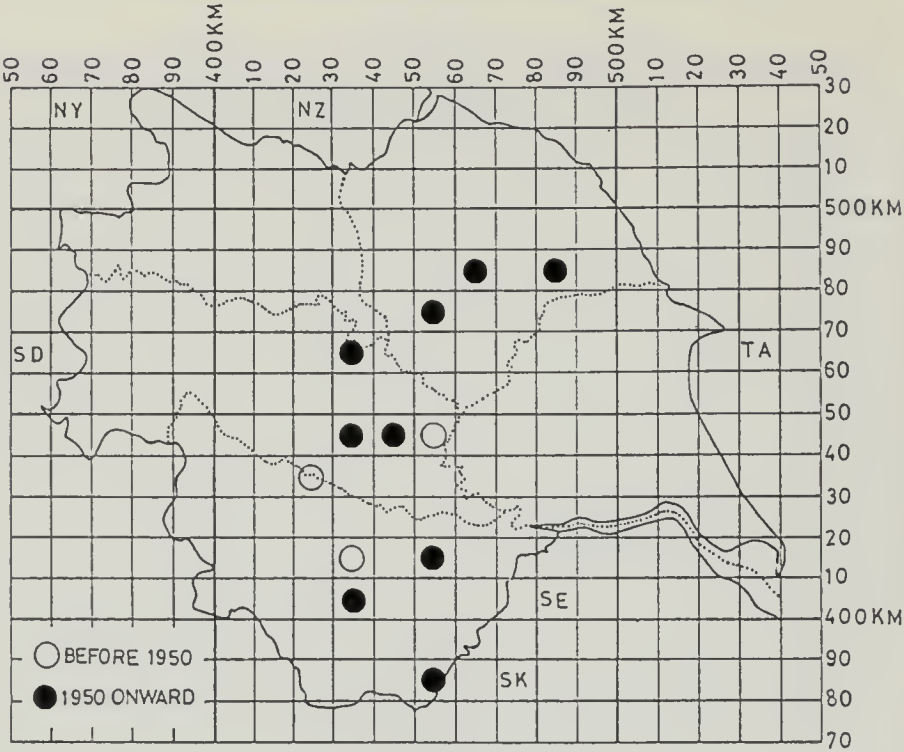 50 60 70 80 90 400KM 10 20 30 40 50 60 70 80 90 500KM 10 20 30 40 50
NY NZ
30
20
10
500KM
90
80
70
SD TA
60
50
40
30
20
10
SE
400KM
BEFORE 1950
90
SK
1950 ONWARD
80
70